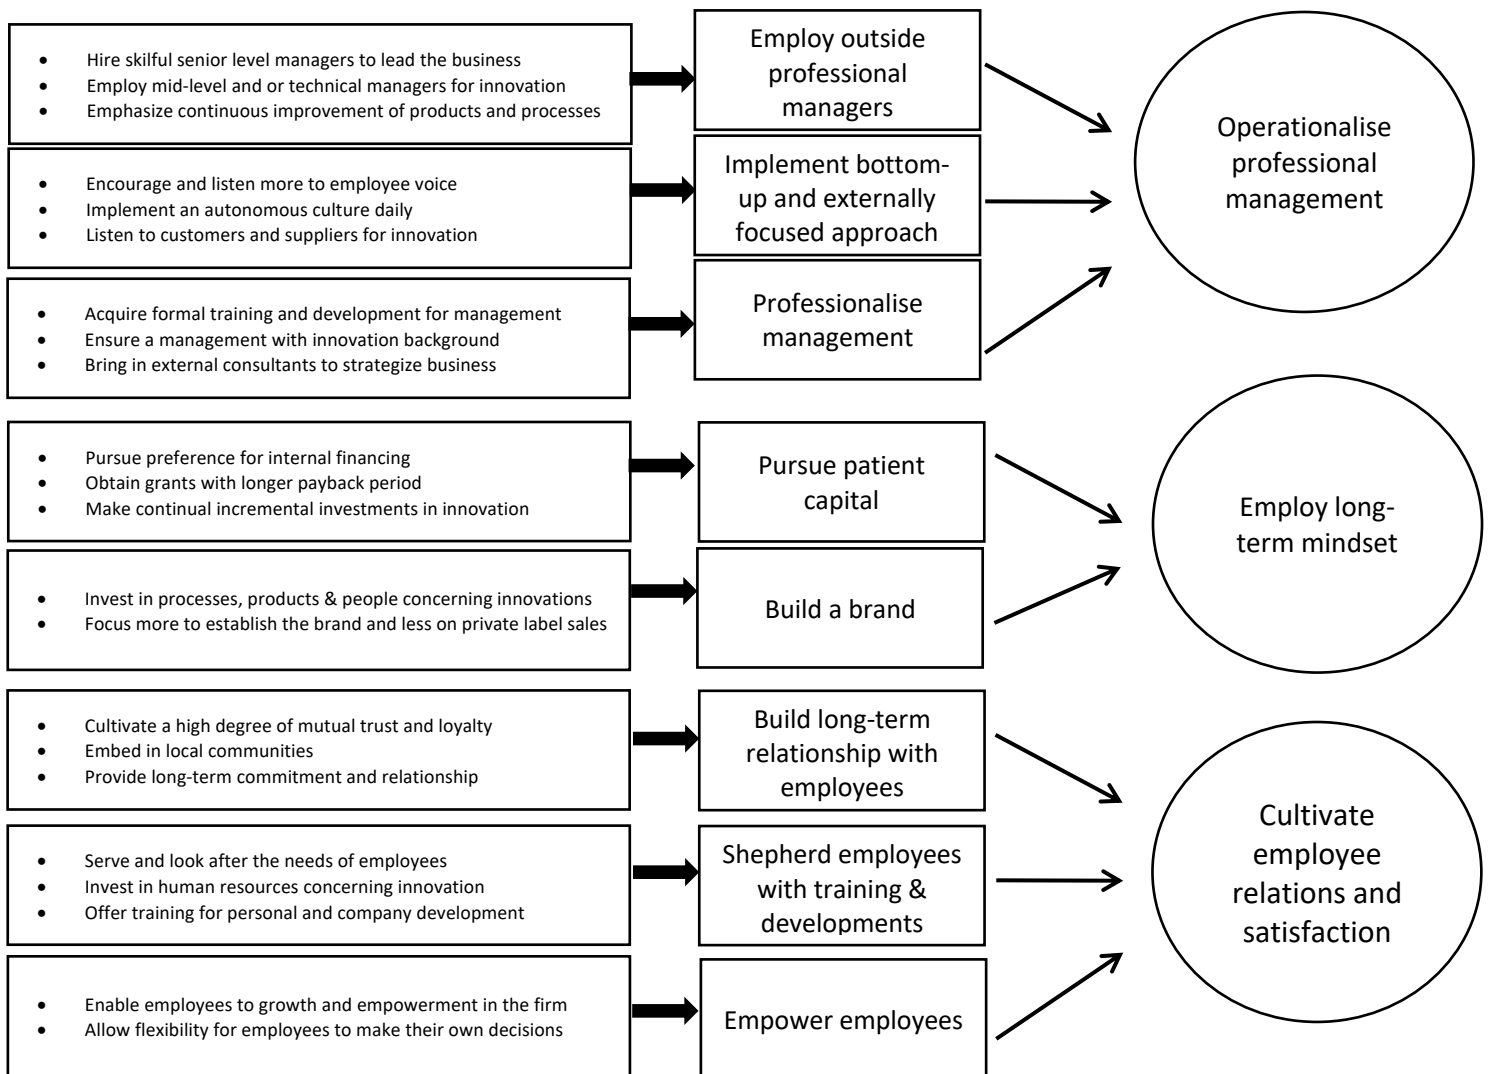 • Hire skilful senior level managers to lead the business
• Employ mid-level and or technical managers for innovation
• Emphasize continuous improvement of products and processes
Employ outside
professional
managers
• Encourage and listen more to employee voice
• Implement an autonomous culture daily
• Listen to customers and suppliers for innovation
Implement bottom-
up and externally
focused approach
• Acquire formal training and development for management
• Ensure a management with innovation background
• Bring in external consultants to strategize business
Professionalise
management
Operationalise
professional
management
• Pursue preference for internal financing
• Obtain grants with longer payback period
• Make continual incremental investments in innovation
Pursue patient
capital
• Invest in processes, products & people concerning innovations
• Focus more to establish the brand and less on private label sales
Build a brand
Employ long-
term mindset
• Cultivate a high degree of mutual trust and loyalty
• Embed in local communities
• Provide long-term commitment and relationship
Build long-term
relationship with
employees
• Serve and look after the needs of employees
• Invest in human resources concerning innovation
• Offer training for personal and company development
Shepherd employees
with training &
developments
• Enable employees to growth and empowerment in the firm
• Allow flexibility for employees to make their own decisions
Empower employees
Cultivate
employee
relations and
satisfaction